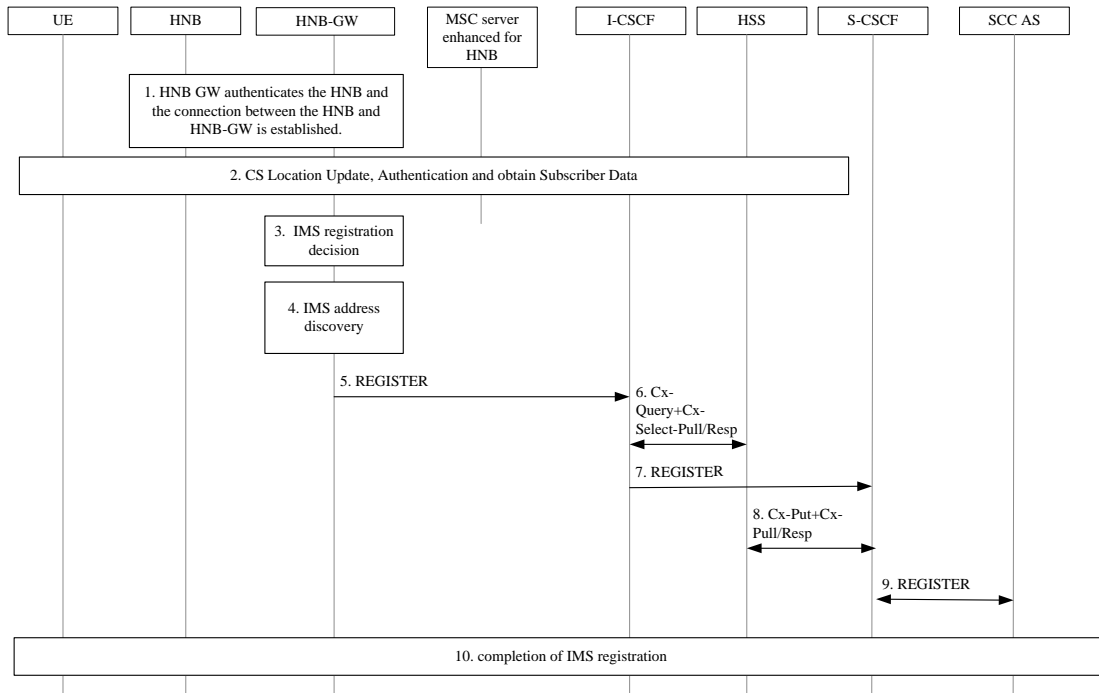 UE
HNB
HNB-GW
MSC server
enhanced for
HNB
I-CSCF
HSS
S-CSCF
SCC AS
1. HNB GW authenticates the HNB and
the connection between the HNB and
HNB-GW is established.
2. CS Location Update, Authentication and obtain Subscriber Data
3. IMS registration
decision
4. IMS address
discovery
5. REGISTER
6. Cx-
Query+Cx-
Select-Pull/Resp
7. REGISTER
8. Cx-Put+Cx-
Pull/Resp
9. REGISTER
10. completion of IMS registration